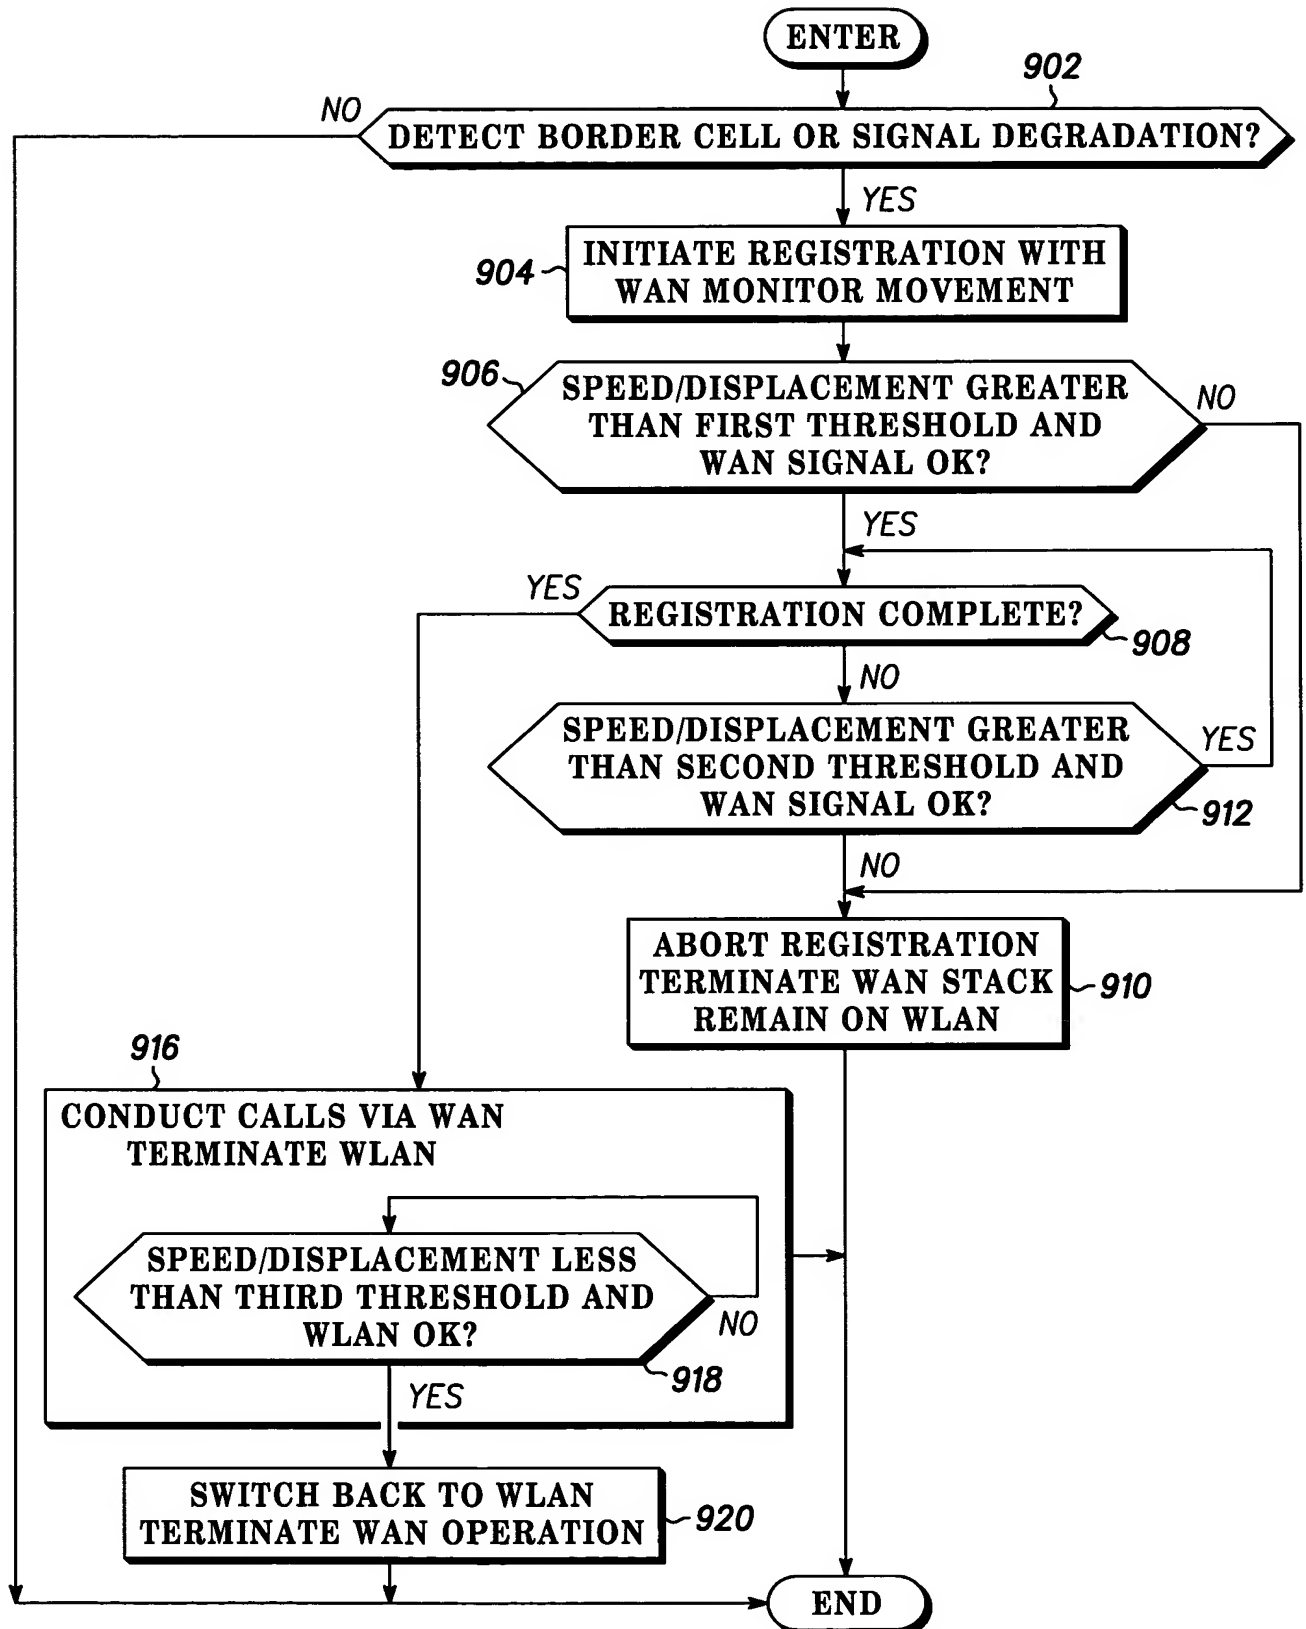 ENTER
902
NO
DETECT BORDER CELL OR SIGNAL DEGRADATION?
YES
904
INITIATE REGISTRATION WITH
WAN MONITOR MOVEMENT
906
SPEED/DISPLACEMENT GREATER
THAN FIRST THRESHOLD AND
WAN SIGNAL OK?
NO
YES
YES
REGISTRATION COMPLETE?
908
NO
SPEED/DISPLACEMENT GREATER
THAN SECOND THRESHOLD AND
WAN SIGNAL OK?
YES
912
NO
ABORT REGISTRATION
TERMINATE WAN STACK
REMAIN ON WLAN
910
916
CONDUCT CALLS VIA WAN
TERMINATE WLAN
SPEED/DISPLACEMENT LESS
THAN THIRD THRESHOLD AND
WLAN OK?
NO
918
YES
SWITCH BACK TO WLAN
TERMINATE WAN OPERATION
920
END